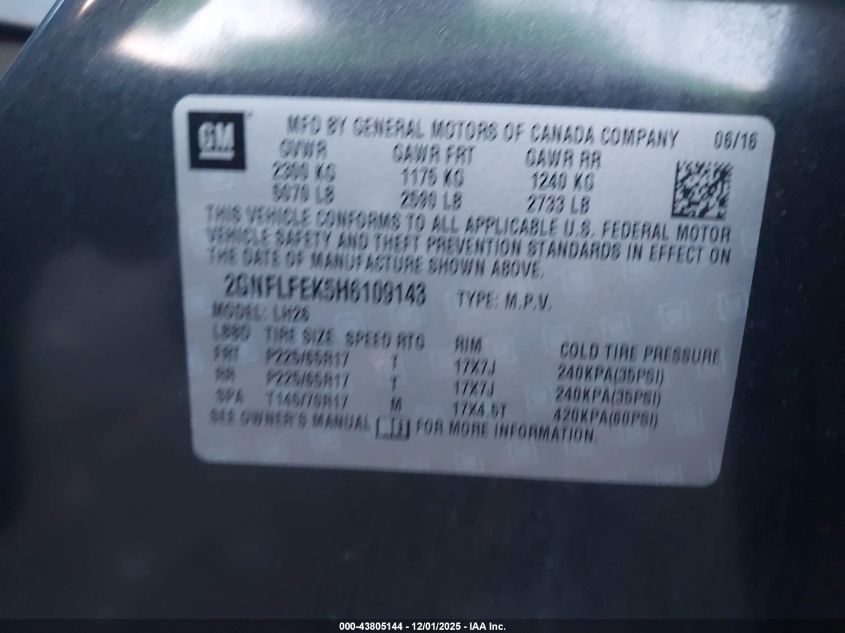 GM
MFD BY GENERAL MOTORS OF CANADA COMPANY 06/16
GVWR GAWR FRT GAWR RR
2300 KG 1175 KG 1240 KG
5070 LB 2590 LB 2733 LB
THIS VEHICLE CONFORMS TO ALL APPLICABLE U.S. FEDERAL MOTOR
VEHICLE SAFETY AND THEFT PREVENTION STANDARDS IN EFFECT ON
THE DATE OF MANUFACTURE SHOWN ABOVE.
2GNFLFEK5H6109143 TYPE: M.P.V.
MODEL: LH26
TIRE SIZE SPEED RTG RIM COLD TIRE PRESSURE
FRT P225/65R17 T 17X7J 240KPA(35PSI)
RR P225/65R17 T 17X7J 240KPA(35PSI)
SPA T145/70R17 M 17X4.5T 420KPA(60PSI)
SEE OWNER'S MANUAL FOR MORE INFORMATION.
000-43805144 - 12/01/2025 - IAA Inc.